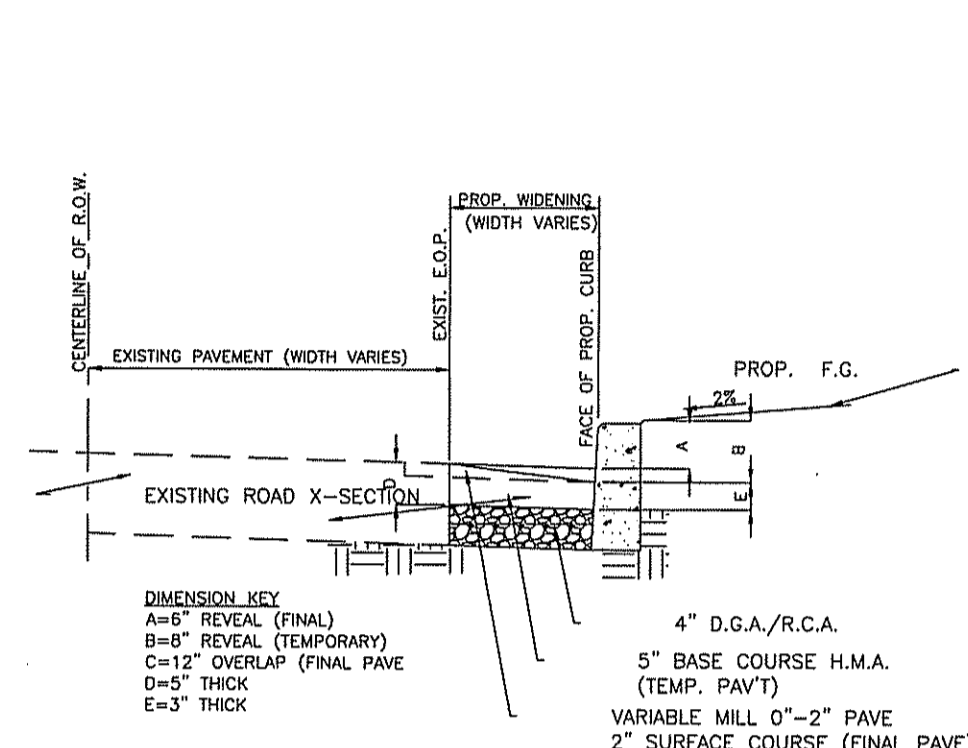 CENTERLINE OF R.O.W.
PROP. WIDENING
(WIDTH VARIES)
EXIST. E.O.P.
FACE OF PROP. CURB
EXISTING PAVEMENT (WIDTH VARIES)
PROP. F.G.
2%
A
B
D
E
EXISTING ROAD X-SECTION
DIMENSION KEY
A=6" REVEAL (FINAL)
B=8" REVEAL (TEMPORARY)
C=12" OVERLAP (FINAL PAVE
D=5" THICK
E=3" THICK
4" D.G.A./R.C.A.
5" BASE COURSE H.M.A.
(TEMP. PAV'T)
VARIABLE MILL 0"-2" PAVE
2" SURFACE COURSE (FINAL PAVE)